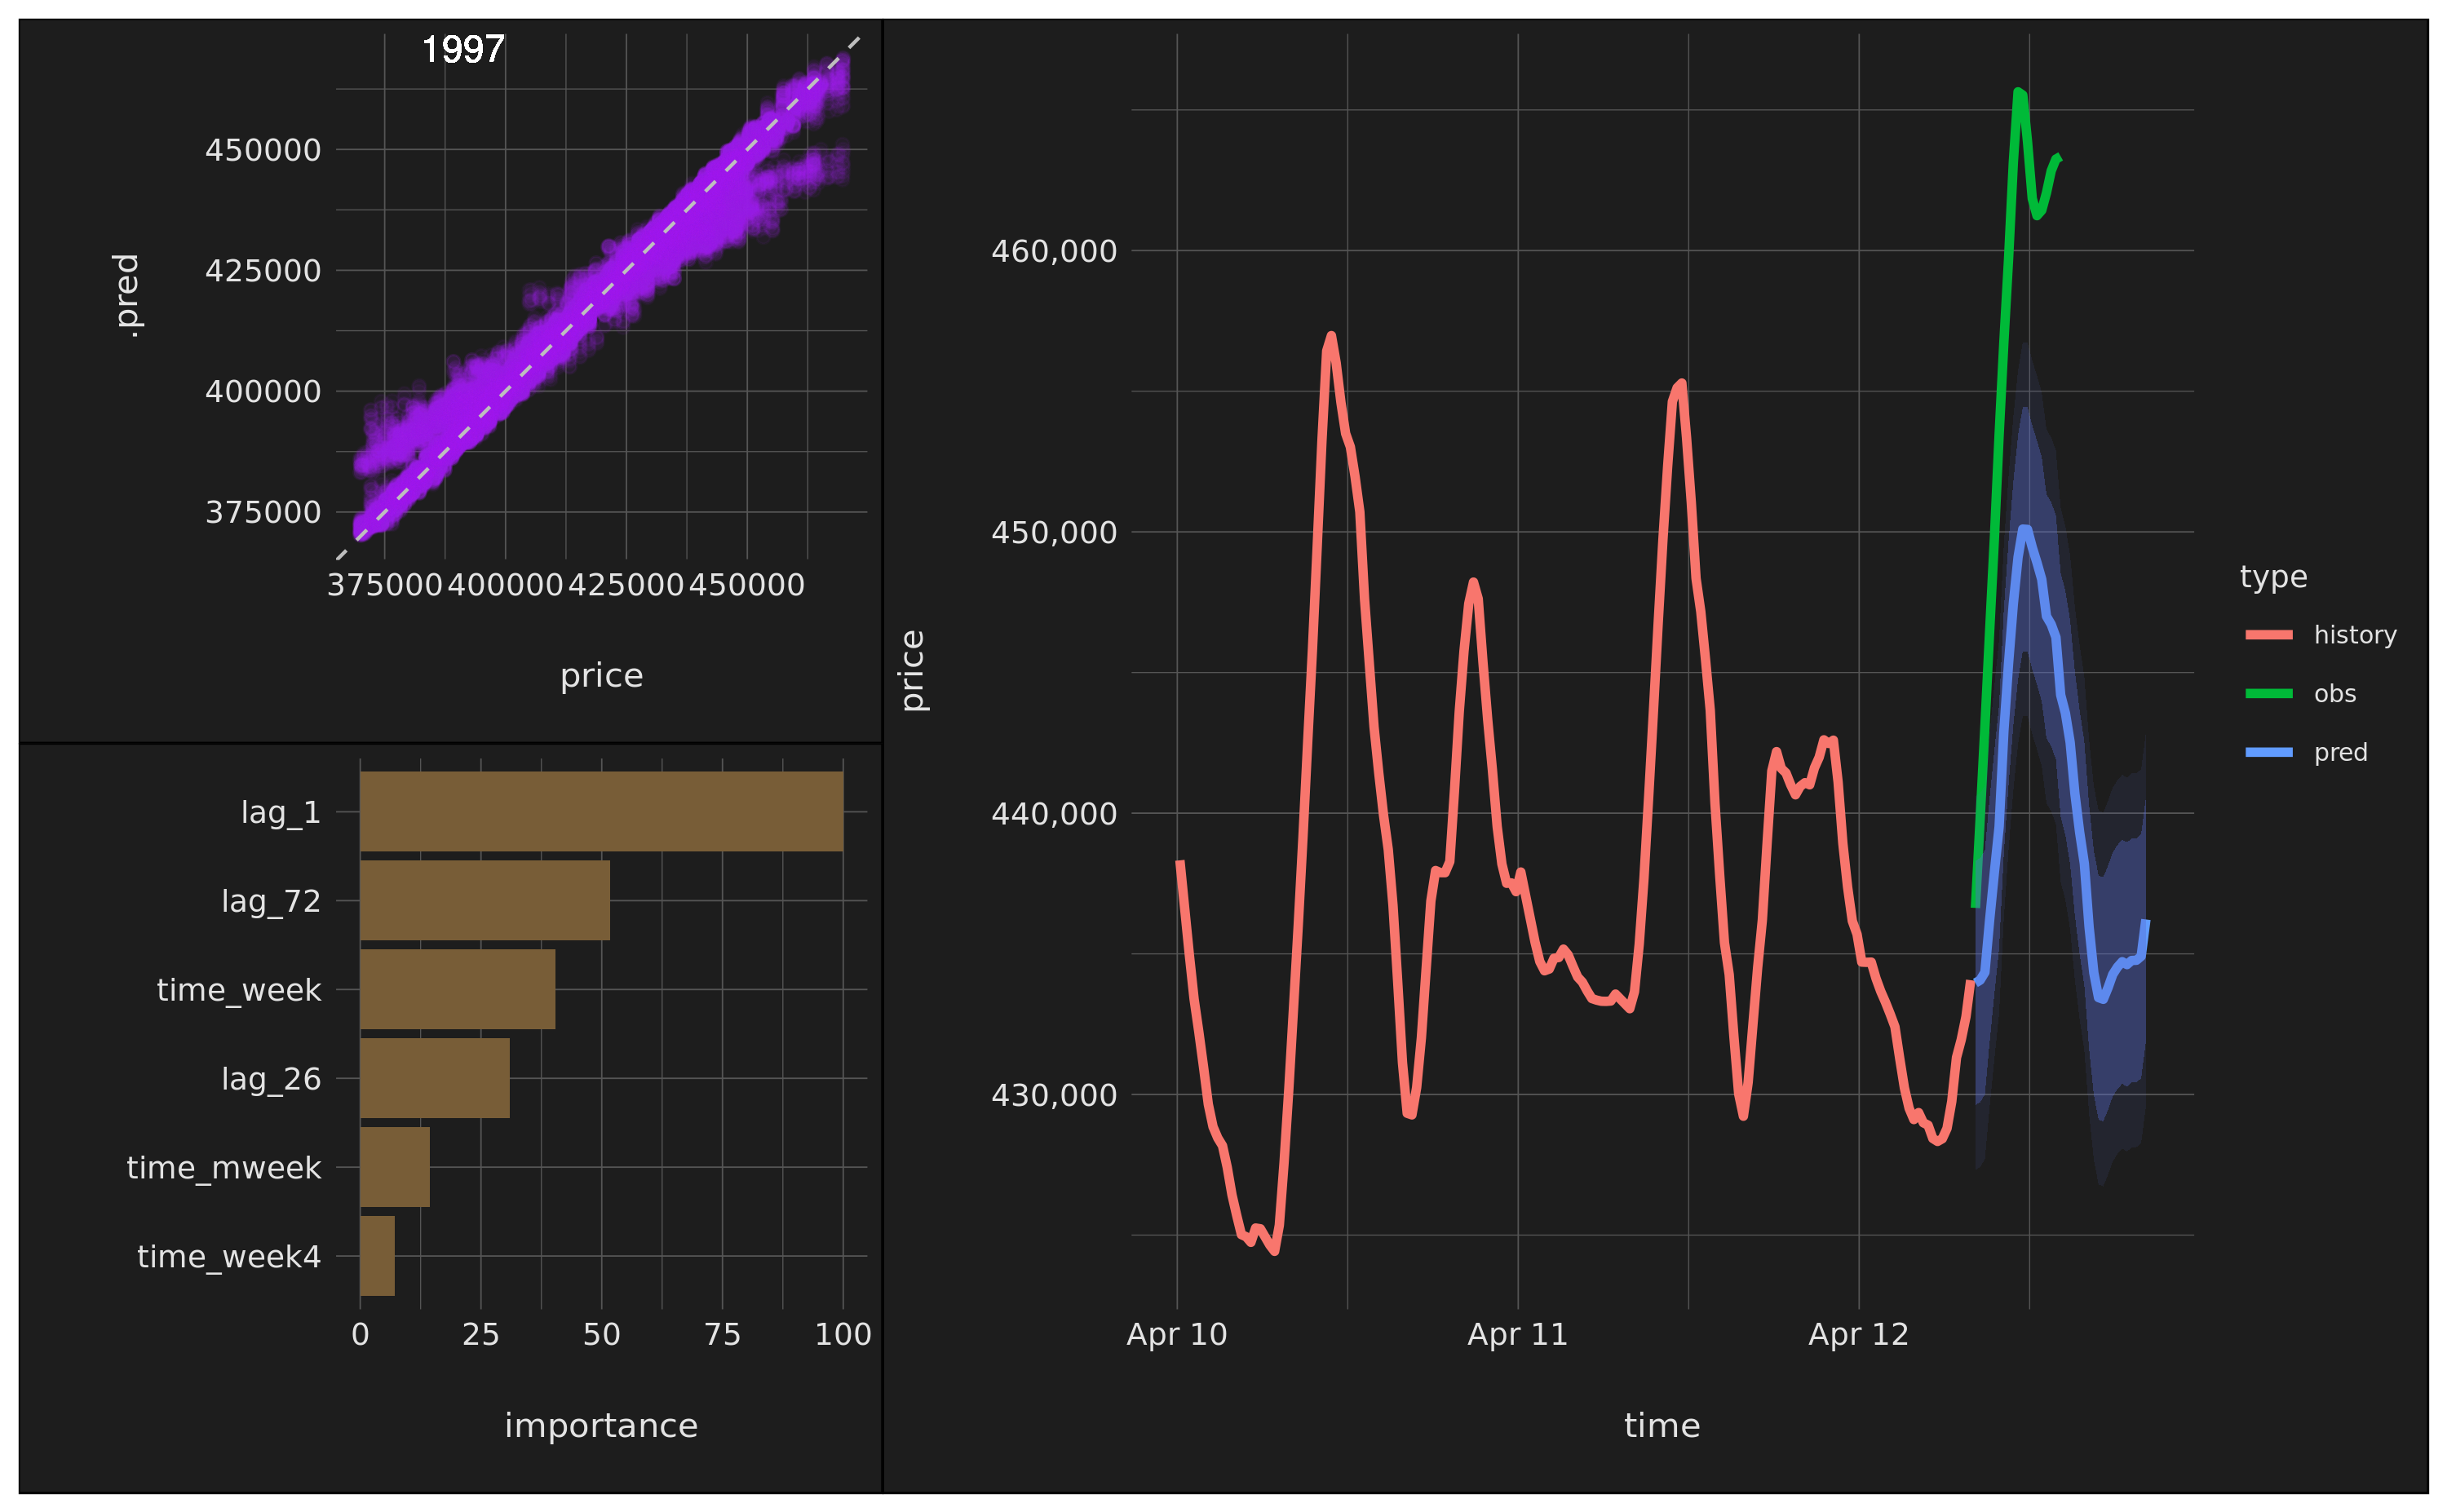 1997
.pred
450000
425000
400000
375000
375000 400000 425000 450000
price
lag_1
lag_72
time_week
lag_26
time_mweek
time_week4
0 25 50 75 100
importance
price
460,000
450,000
440,000
430,000
Apr 10 Apr 11 Apr 12
time
type
history
obs
pred